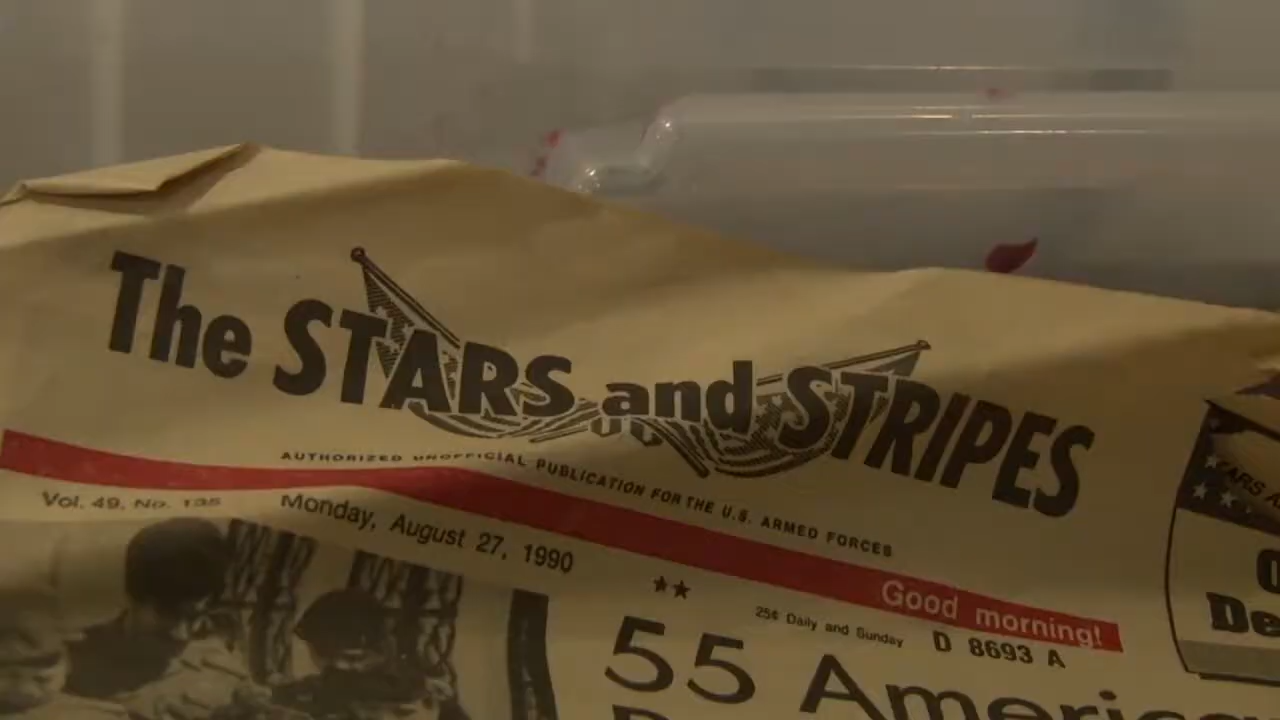 The STARS and STRIPES
AUTHORIZED UNOFFICIAL PUBLICATION FOR THE U.S. ARMED FORCES
Good morning!
Vol. 49, No. 135
Monday, August 27, 1990
★★
25¢ Daily and Sunday
D 8693 A
55 Americ